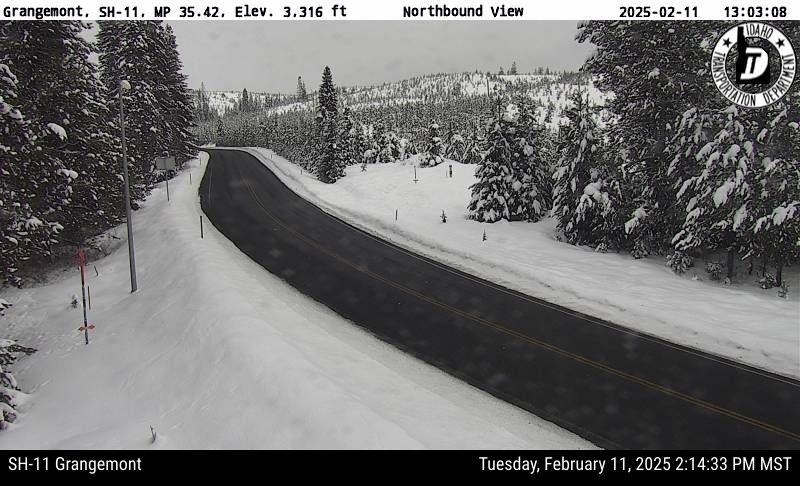 Grangemont, SH-11, MP 35.42, Elev. 3,316 ft Northbound View 2025-02-11 13:03:08
IDAHO
TRANSPORTATION DEPARTMENT
SH-11 Grangemont Tuesday, February 11, 2025 2:14:33 PM MST